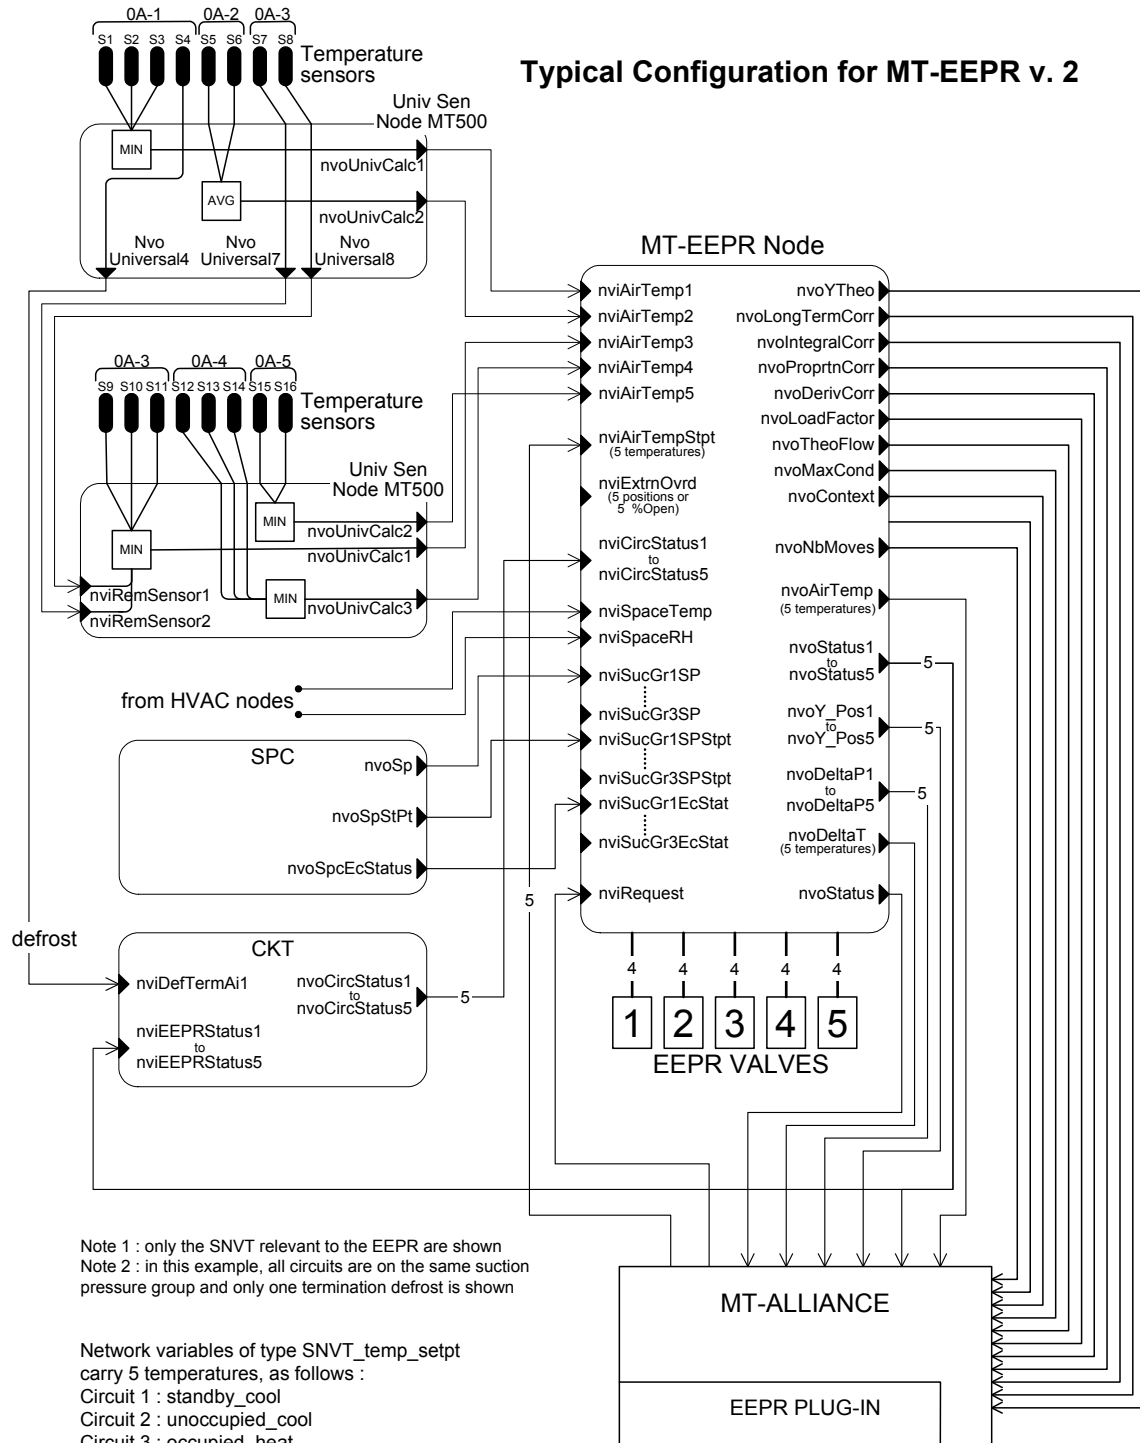 0A-1 0A-2 0A-3
S1 S2 S3 S4 S5 S6 S7 S8
Temperature
sensors
Typical Configuration for MT-EEPR v. 2
Univ Sen
Node MT500
MIN
nvoUnivCalc1
AVG
nvoUnivCalc2
Nvo
Universal4
Nvo
Universal7
Nvo
Universal8
0A-3 0A-4 0A-5
S9 S10 S11 S12 S13 S14 S15 S16
Temperature
sensors
Univ Sen
Node MT500
MIN
nvoUnivCalc2
MIN
nvoUnivCalc1
nviRemSensor1
MIN
nvoUnivCalc3
nviRemSensor2
from HVAC nodes
SPC
nvoSp
nvoSpStPt
nvoSpcEcStatus
defrost
CKT
nviDefTermAi1
nvoCircStatus1
to
nvoCircStatus5
5
nviEEPRStatus1
to
nviEEPRStatus5
5
MT-EEPR Node
nviAirTemp1
nviAirTemp2
nviAirTemp3
nviAirTemp4
nviAirTemp5
nviAirTempStpt
(5 temperatures)
nviExtrnOvrd
(5 positions or
5 %Open)
nviCircStatus1
to
nviCircStatus5
nviSpaceTemp
nviSpaceRH
nviSucGr1SP
nviSucGr3SP
nviSucGr1SPStpt
nviSucGr3SPStpt
nviSucGr1EcStat
nviSucGr3EcStat
nviRequest
nvoYTheo
nvoLongTermCorr
nvoIntegralCorr
nvoProprtnCorr
nvoDerivCorr
nvoLoadFactor
nvoTheoFlow
nvoMaxCond
nvoContext
nvoNbMoves
nvoAirTemp
(5 temperatures)
nvoStatus1
to
nvoStatus5
5
nvoY_Pos1
to
nvoY_Pos5
5
nvoDeltaP1
to
nvoDeltaP5
5
nvoDeltaT
(5 temperatures)
nvoStatus
4 4 4 4 4
1 2 3 4 5
EEPR VALVES
Note 1 : only the SNVT relevant to the EEPR are shown
Note 2 : in this example, all circuits are on the same suction
pressure group and only one termination defrost is shown
Network variables of type SNVT_temp_setpt
carry 5 temperatures, as follows :
Circuit 1 : standby_cool
Circuit 2 : unoccupied_cool
Circuit 3 : occupied_heat
MT-ALLIANCE
EEPR PLUG-IN